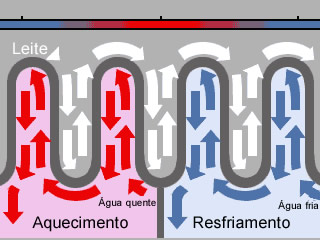 Leite
Água quente
Água fria
Aquecimento
Resfriamento